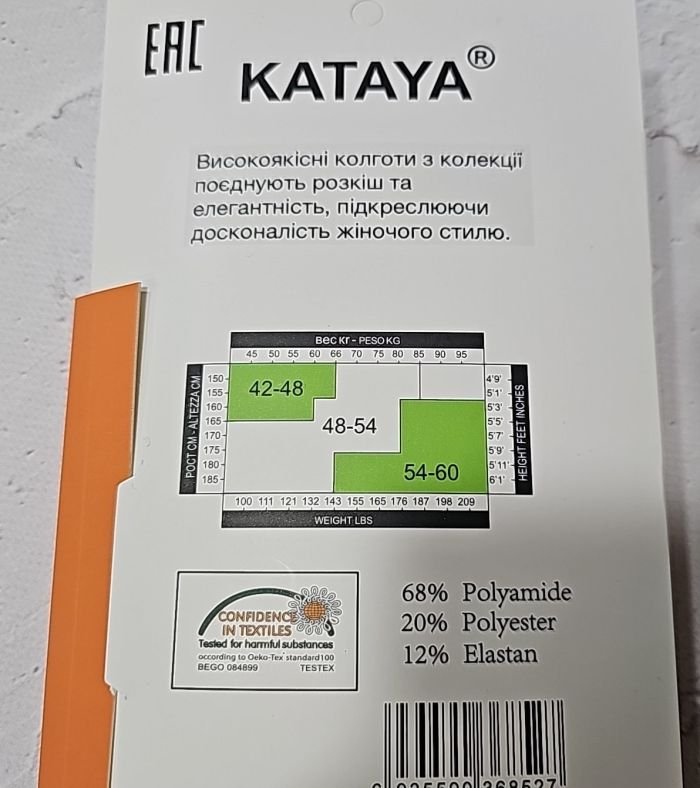 EAC
KATAYA®
Високоякісні колготи з колекції
поєднують розкіш та
елегантність, підкреслюючи
досконалість жіночого стилю.
Вес Кг - PESO KG
45 50 55 60 66 70 75 80 85 90 95
РОСТ СМ - ALTEZZA CM
150
155
160
165
170
175
180
185
42-48
48-54
54-60
4'9'
5'1'
5'3'
5'5'
5'7'
5'9'
5'11'
6'1'
HEIGHT FEET INCHES
100 111 121 132 143 155 165 176 187 198 209
WEIGHT LBS
CONFIDENCE
IN TEXTILES
Tested for harmful substances
according to Oeko-Tex standard 100
BEGO 084899 TESTEX
68% Polyamide
20% Polyester
12% Elastan